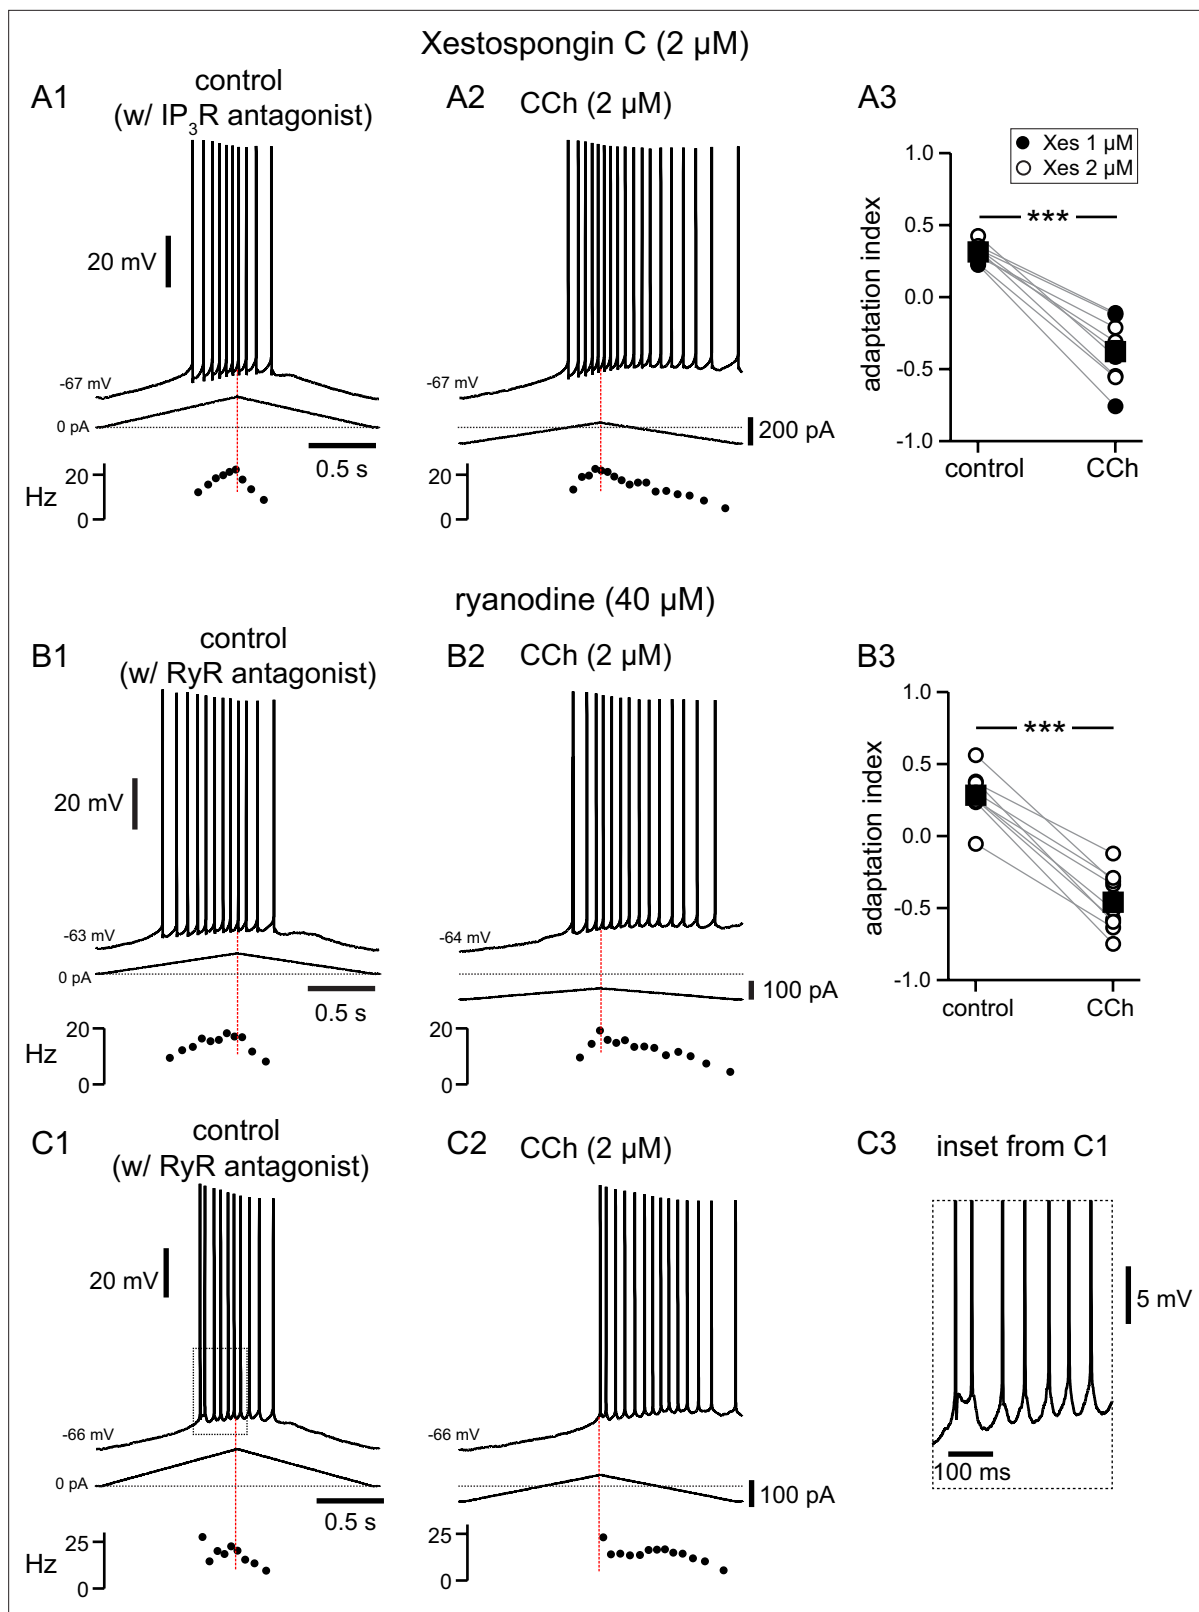 Xestospongin C (2 µM)
A1
control
(w/ IP3R antagonist)
A2
CCh (2 µM)
A3
Xes 1 µM
Xes 2 µM
20 mV
-67 mV
0 pA
0.5 s
Hz
20
0
-67 mV
200 pA
20
0
adaptation index
1.0
0.5
0.0
-0.5
-1.0
***
control
CCh
ryanodine (40 µM)
B1
control
(w/ RyR antagonist)
B2
CCh (2 µM)
B3
20 mV
-63 mV
0 pA
0.5 s
Hz
20
0
-64 mV
100 pA
20
0
adaptation index
1.0
0.5
0.0
-0.5
-1.0
***
control
CCh
C1
control
(w/ RyR antagonist)
C2
CCh (2 µM)
C3
inset from C1
20 mV
-66 mV
0 pA
0.5 s
Hz
25
0
-66 mV
100 pA
25
0
5 mV
100 ms